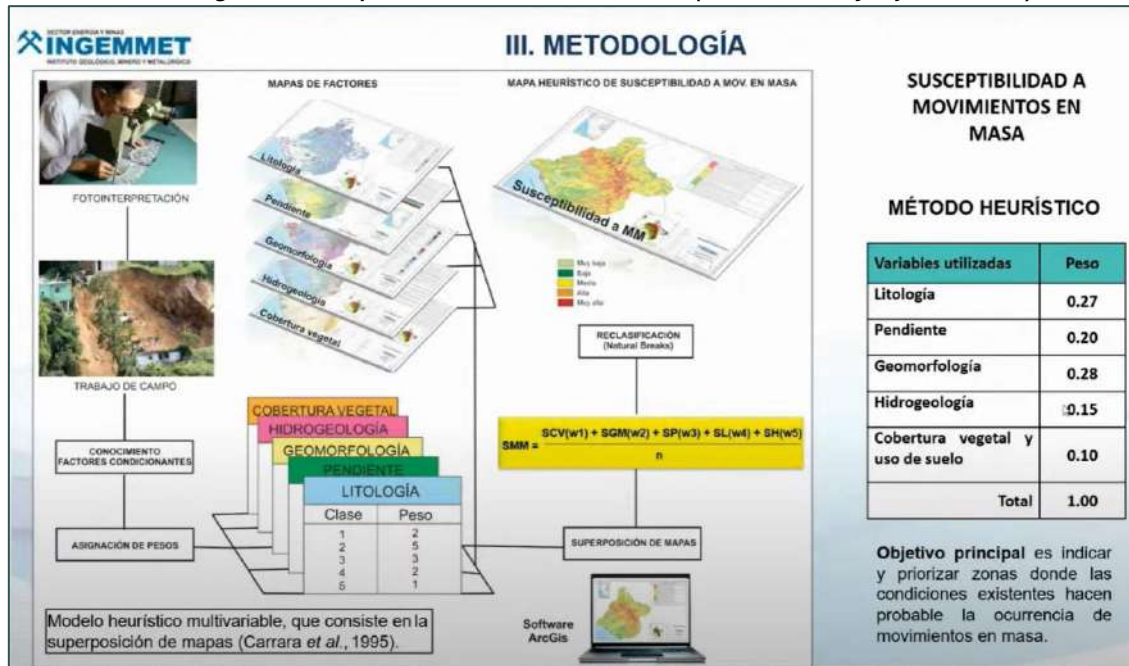 SECTOR ENERGÍA Y MINAS
INGEMMET
INSTITUTO GEOLÓGICO, MINERO Y METALÚRGICO
III. METODOLOGÍA
FOTOINTERPRETACIÓN
TRABAJO DE CAMPO
CONOCIMIENTO
FACTORES CONDICIONANTES
ASIGNACIÓN DE PESOS
MAPAS DE FACTORES
Litología
Pendiente
Geomorfología
Hidrogeología
Cobertura vegetal
COBERTURA VEGETAL
HIDROGEOLOGÍA
GEOMORFOLOGÍA
PENDIENTE
LITOLOGÍA
Clase Peso
1 2
2 5
3 3
4 2
5 1
MAPA HEURÍSTICO DE SUSCEPTIBILIDAD A MOV. EN MASA
Susceptibilidad a MM
Muy baja
Baja
Media
Alta
Muy alta
RECLASIFICACIÓN
(Natural Breaks)
SMM = SCV(w1) + SGM(w2) + SP(w3) + SL(w4) + SH(w5)
n
SUPERPOSICIÓN DE MAPAS
Software
ArcGis
Modelo heurístico multivariable, que consiste en la
superposición de mapas (Carrara et al., 1995).
SUSCEPTIBILIDAD A
MOVIMIENTOS EN
MASA
MÉTODO HEURÍSTICO
Variables utilizadas Peso
Litología 0.27
Pendiente 0.20
Geomorfología 0.28
Hidrogeología 0.15
Cobertura vegetal y
uso de suelo 0.10
Total 1.00
Objetivo principal es indicar
y priorizar zonas donde las
condiciones existentes hacen
probable la ocurrencia de
movimientos en masa.